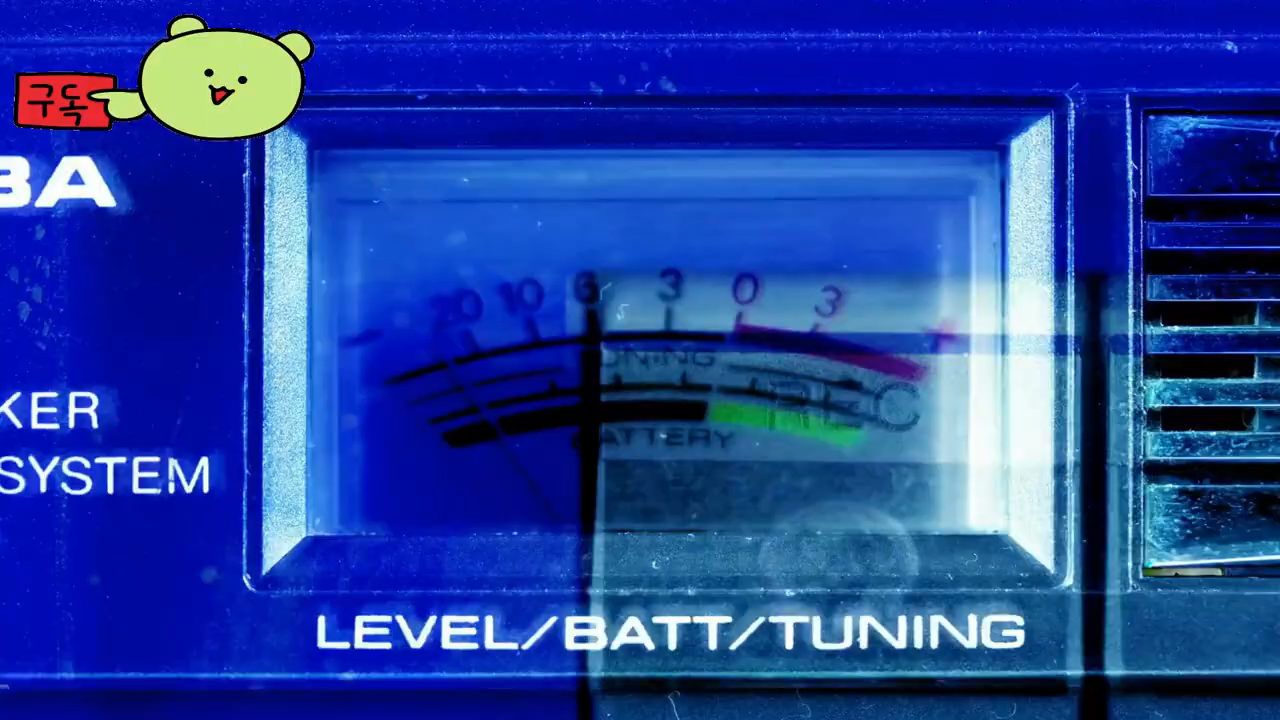 구독
BA
20 10 6 3 0 3 +
TUNING
REC
BATTERY
KER
SYSTEM
LEVEL/BATT/TUNING